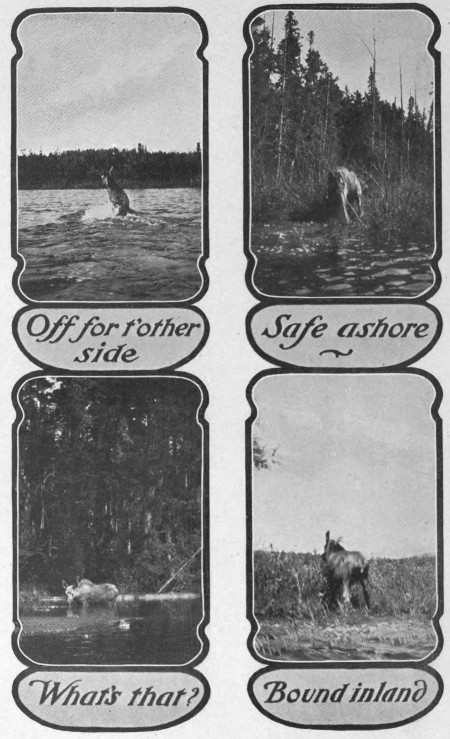 Off for t'other
side
Safe ashore
What's that?
Bound inland